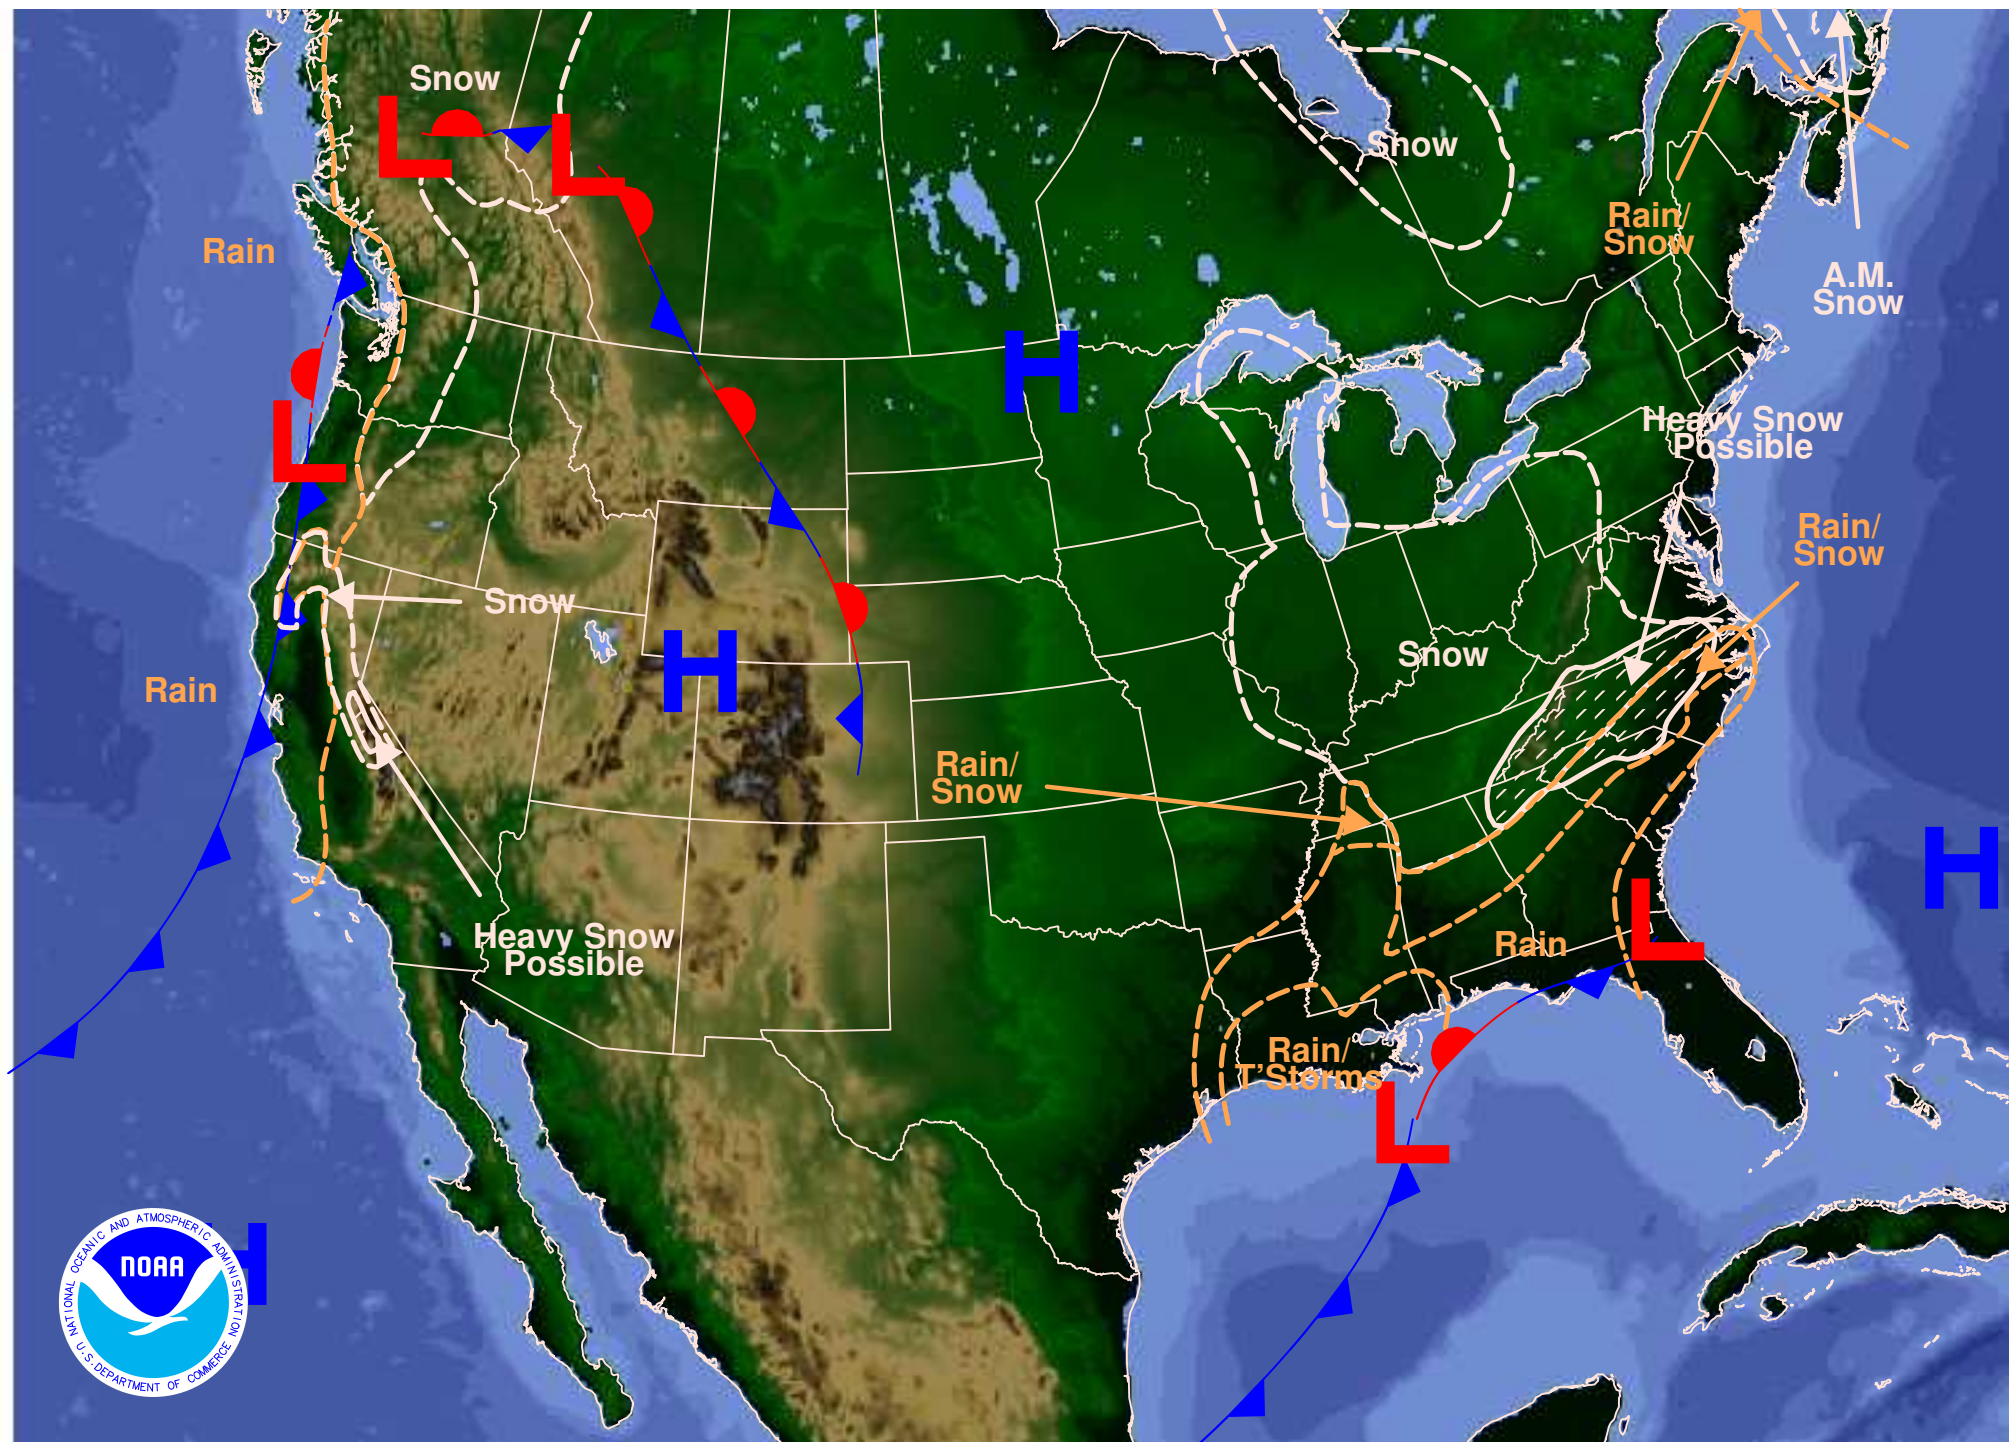 Snow
Snow
Rain
Rain/
Snow
A.M.
Snow
H
L
L
Heavy Snow
Possible
L
Rain/
Snow
Snow
Snow
H
Rain
Rain/
Snow
H
Heavy Snow
Possible
Rain
L
Rain/
T'Storms
L
H
NATIONAL OCEANIC AND ATMOSPHERIC ADMINISTRATION
NOAA
U.S. DEPARTMENT OF COMMERCE